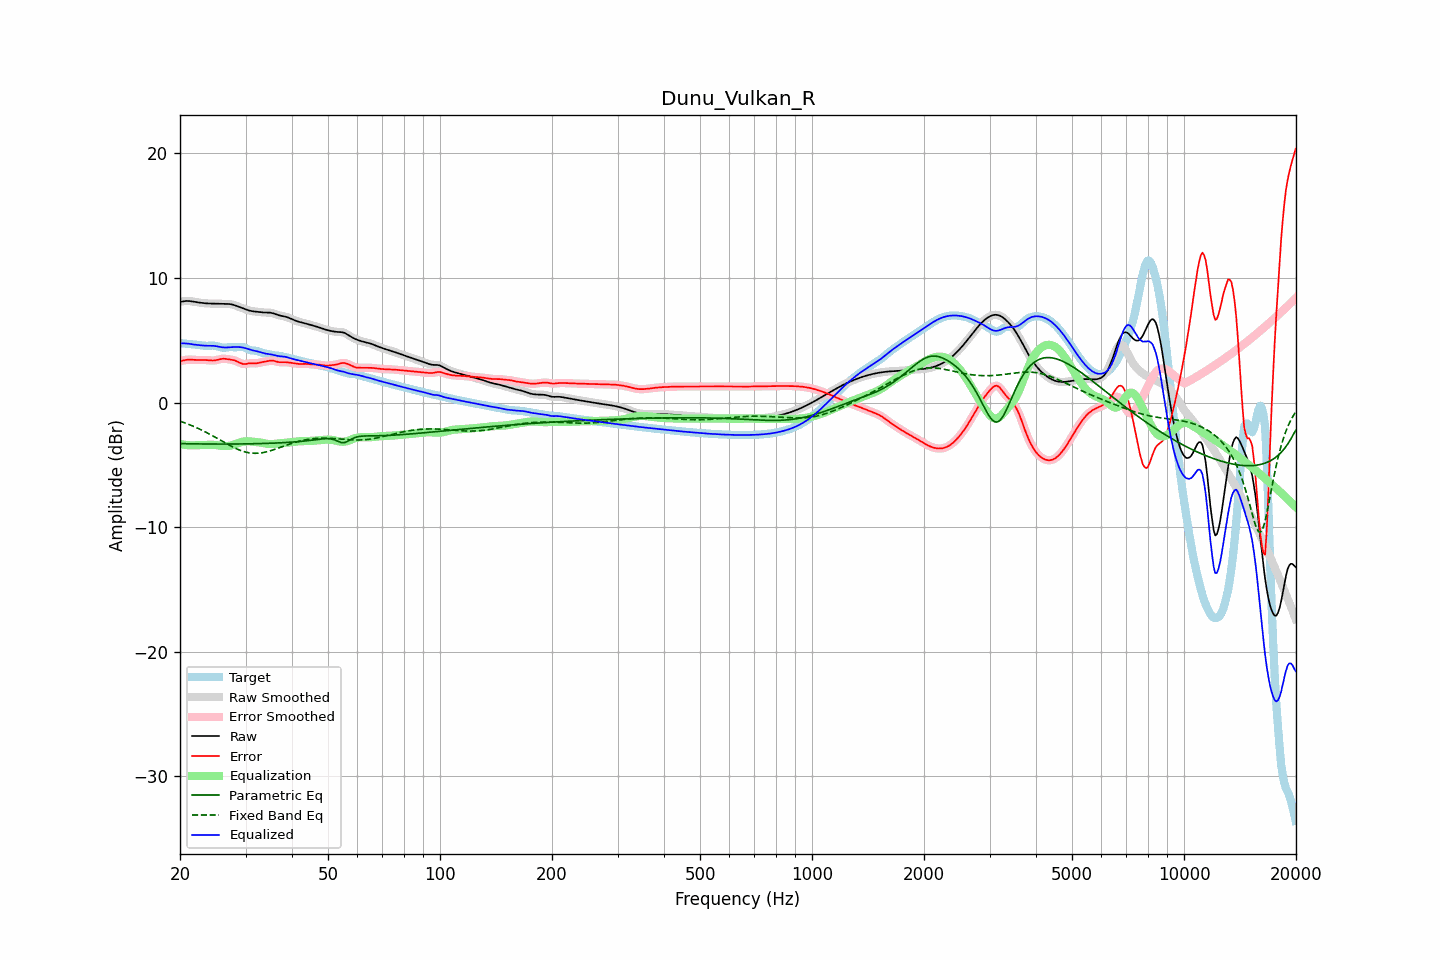 Dunu_Vulkan_R
Amplitude (dBr)
20
10
0
−10
−20
−30
20
50
100
200
500
1000
2000
5000
10000
20000
Frequency (Hz)
Target
Raw Smoothed
Error Smoothed
Raw
Error
Equalization
Parametric Eq
Fixed Band Eq
Equalized